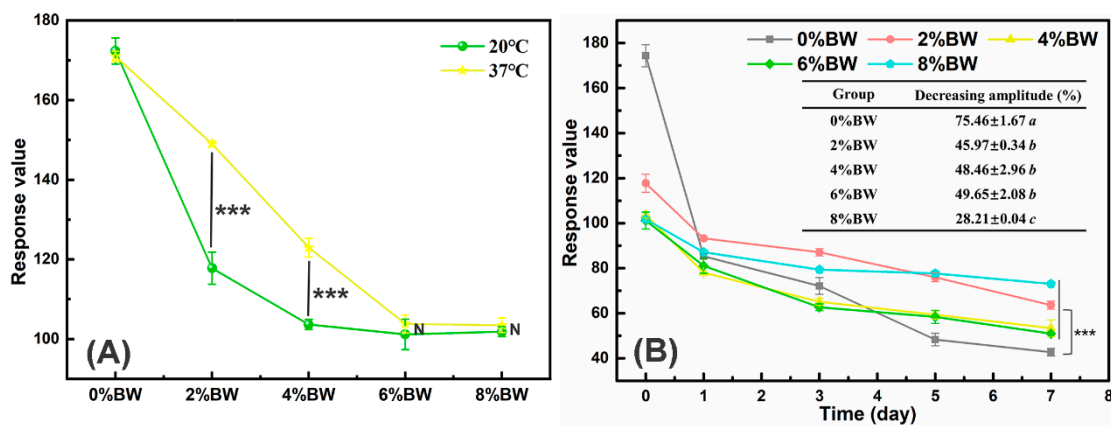 180
160
140
120
100
Response value
20°C
37°C
***
***
N
N
(A)
0%BW 2%BW 4%BW 6%BW 8%BW
180
160
140
120
100
80
60
40
Response value
0%BW 2%BW 4%BW
6%BW 8%BW
Group Decreasing amplitude (%)
0%BW 75.46±1.67 a
2%BW 45.97±0.34 b
4%BW 48.46±2.96 b
6%BW 49.65±2.08 b
8%BW 28.21±0.04 c
***
(B)
0 1 2 3 4 5 6 7 8
Time (day)